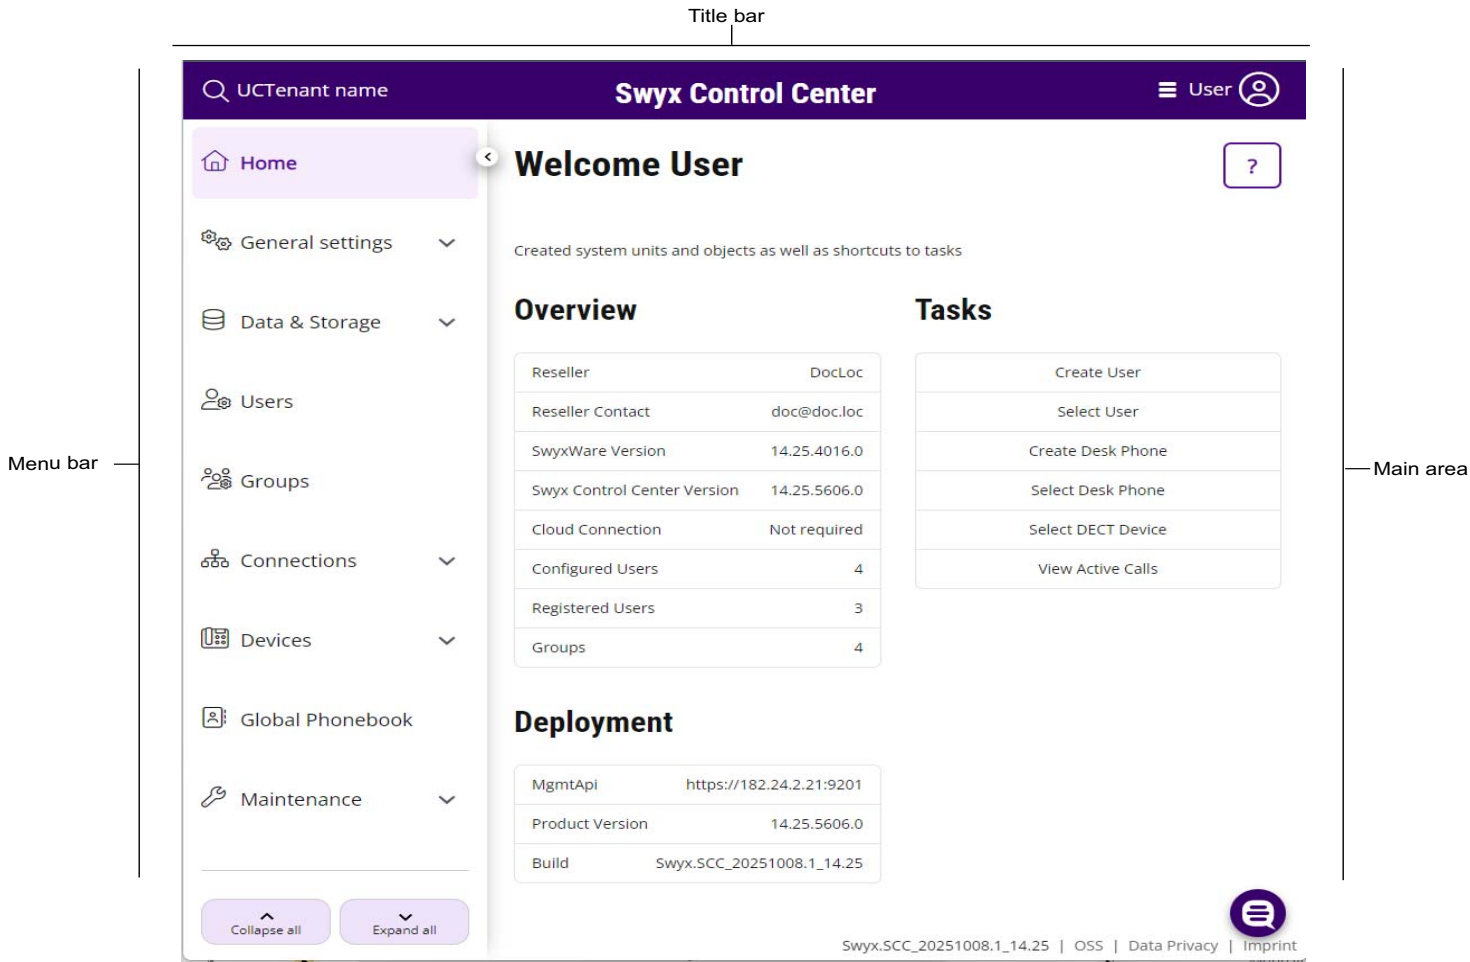 Title bar
UCTenant name
Swyx Control Center
User
Menu bar
Home
General settings
Data & Storage
Users
Groups
Connections
Devices
Global Phonebook
Maintenance
Collapse all
Expand all
Main area
Welcome User
?
Created system units and objects as well as shortcuts to tasks
Overview
Reseller DocLoc
Reseller Contact doc@doc.loc
SwyxWare Version 14.25.4016.0
Swyx Control Center Version 14.25.5606.0
Cloud Connection Not required
Configured Users 4
Registered Users 3
Groups 4
Tasks
Create User
Select User
Create Desk Phone
Select Desk Phone
Select DECT Device
View Active Calls
Deployment
MgmtApi https://182.24.2.21:9201
Product Version 14.25.5606.0
Build Swyx.SCC_20251008.1_14.25
Swyx.SCC_20251008.1_14.25 | OSS | Data Privacy | Imprint